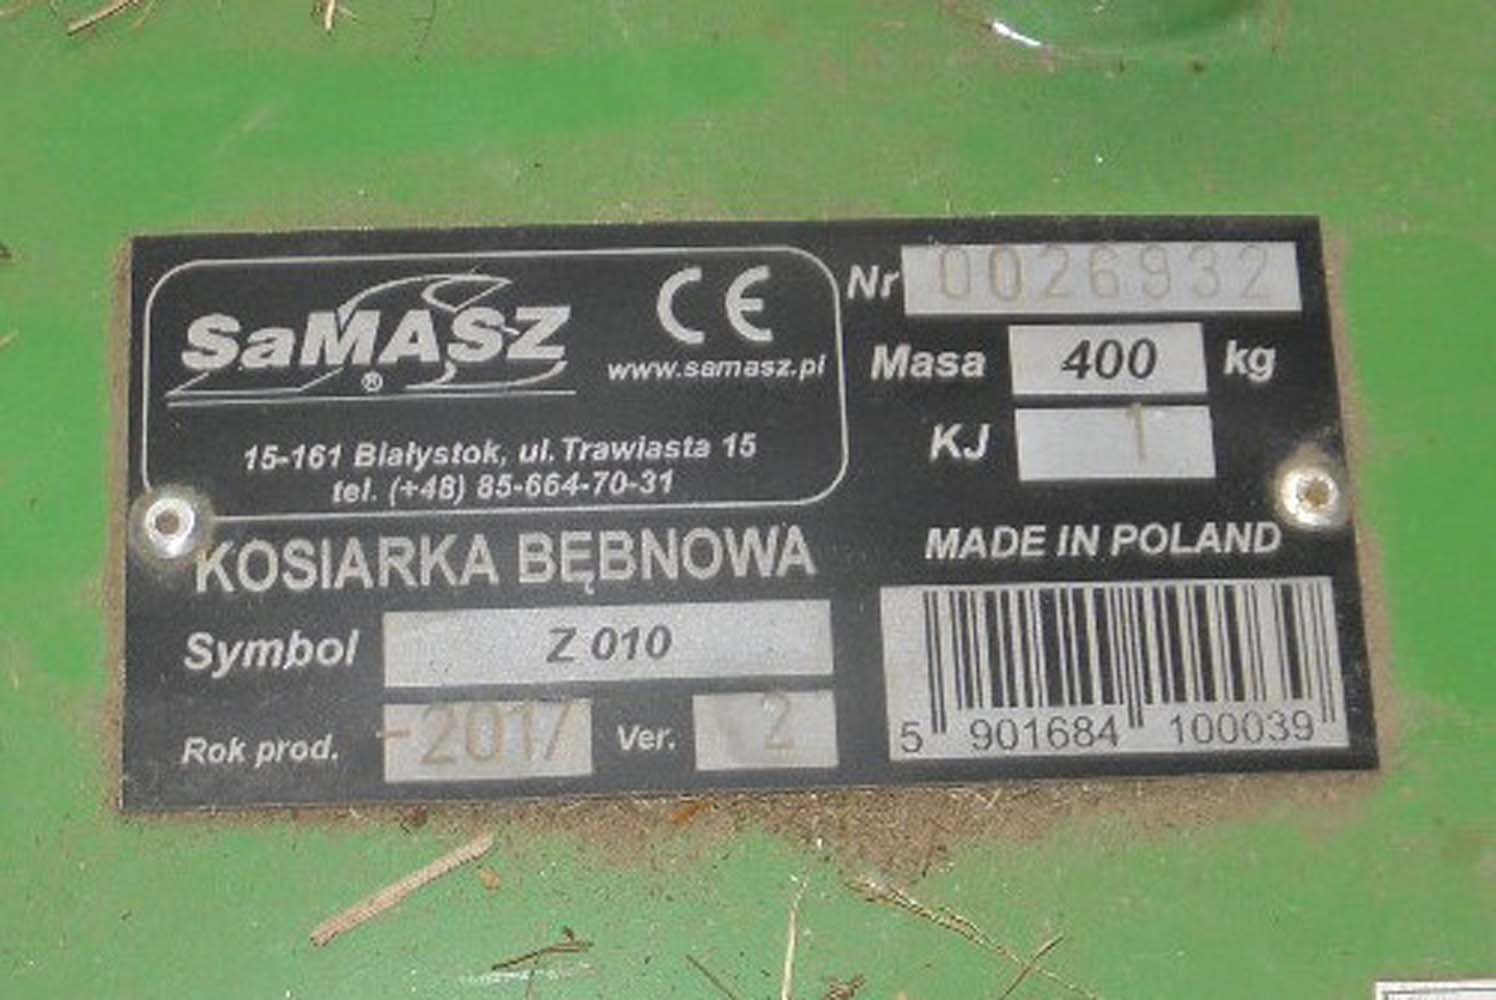 SaMASZ
®
CE
www.samasz.pl
15-161 Białystok, ul. Trawiasta 15
tel. (+48) 85-664-70-31
Nr 0026932
Masa 400 kg
KJ 1
KOSIARKA BĘBNOWA
MADE IN POLAND
Symbol Z 010
Rok prod. -2017 Ver. 2
5 901684 100039